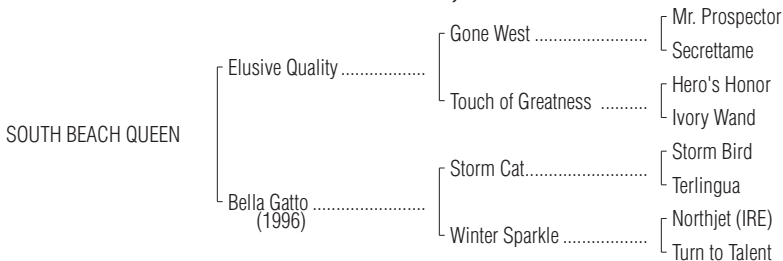 Mr. Prospector
Gone West ..........................
Secrettame
Elusive Quality ..................
Hero's Honor
Touch of Greatness ..........
Ivory Wand
SOUTH BEACH QUEEN
Storm Bird
Storm Cat...........................
Terlingua
Bella Gatto ........................
(1996)
Northjet (IRE)
Winter Sparkle ...................
Turn to Talent